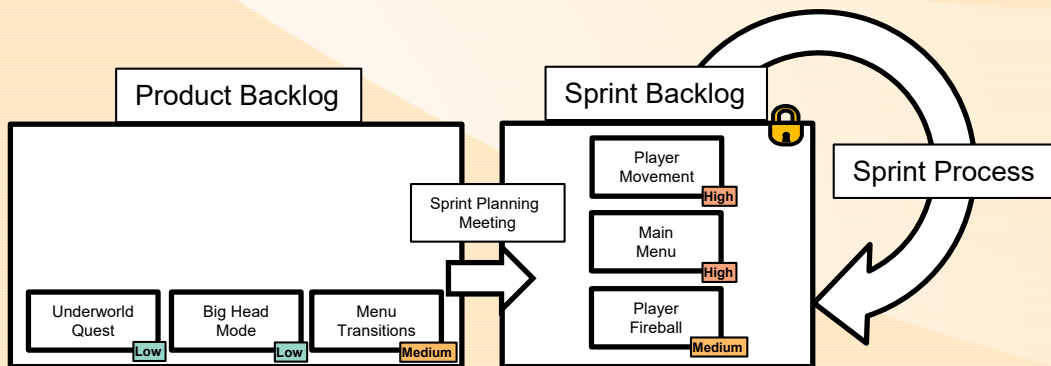 Product Backlog
Sprint Backlog
Sprint Process
Sprint Planning
Meeting
Player
Movement
High
Main
Menu
High
Player
Fireball
Medium
Underworld
Quest
Low
Big Head
Mode
Low
Menu
Transitions
Medium